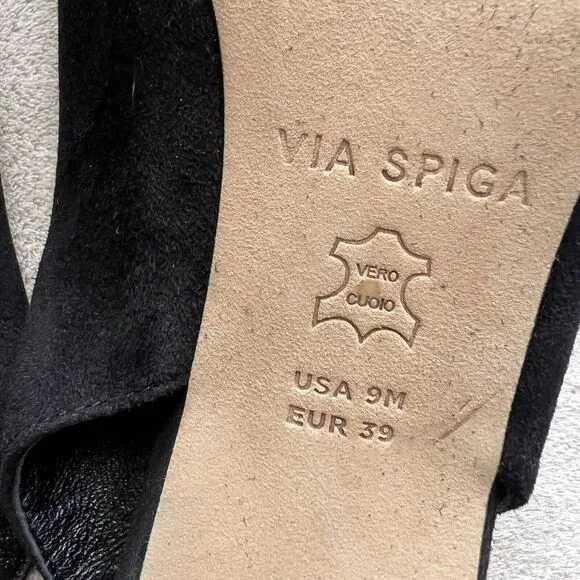 VIA SPIGA
VERO
CUOIO
USA 9M
EUR 39